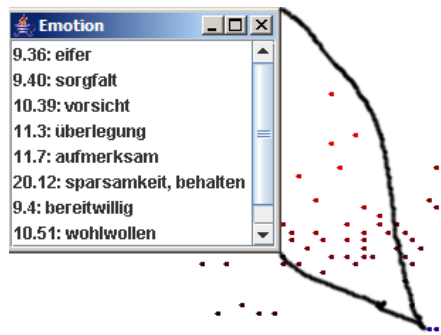 Emotion
9.36: eifer
9.40: sorgfalt
10.39: vorsicht
11.3: überlegung
11.7: aufmerksam
20.12: sparsamkeit, behalten
9.4: bereitwillig
10.51: wohlwollen